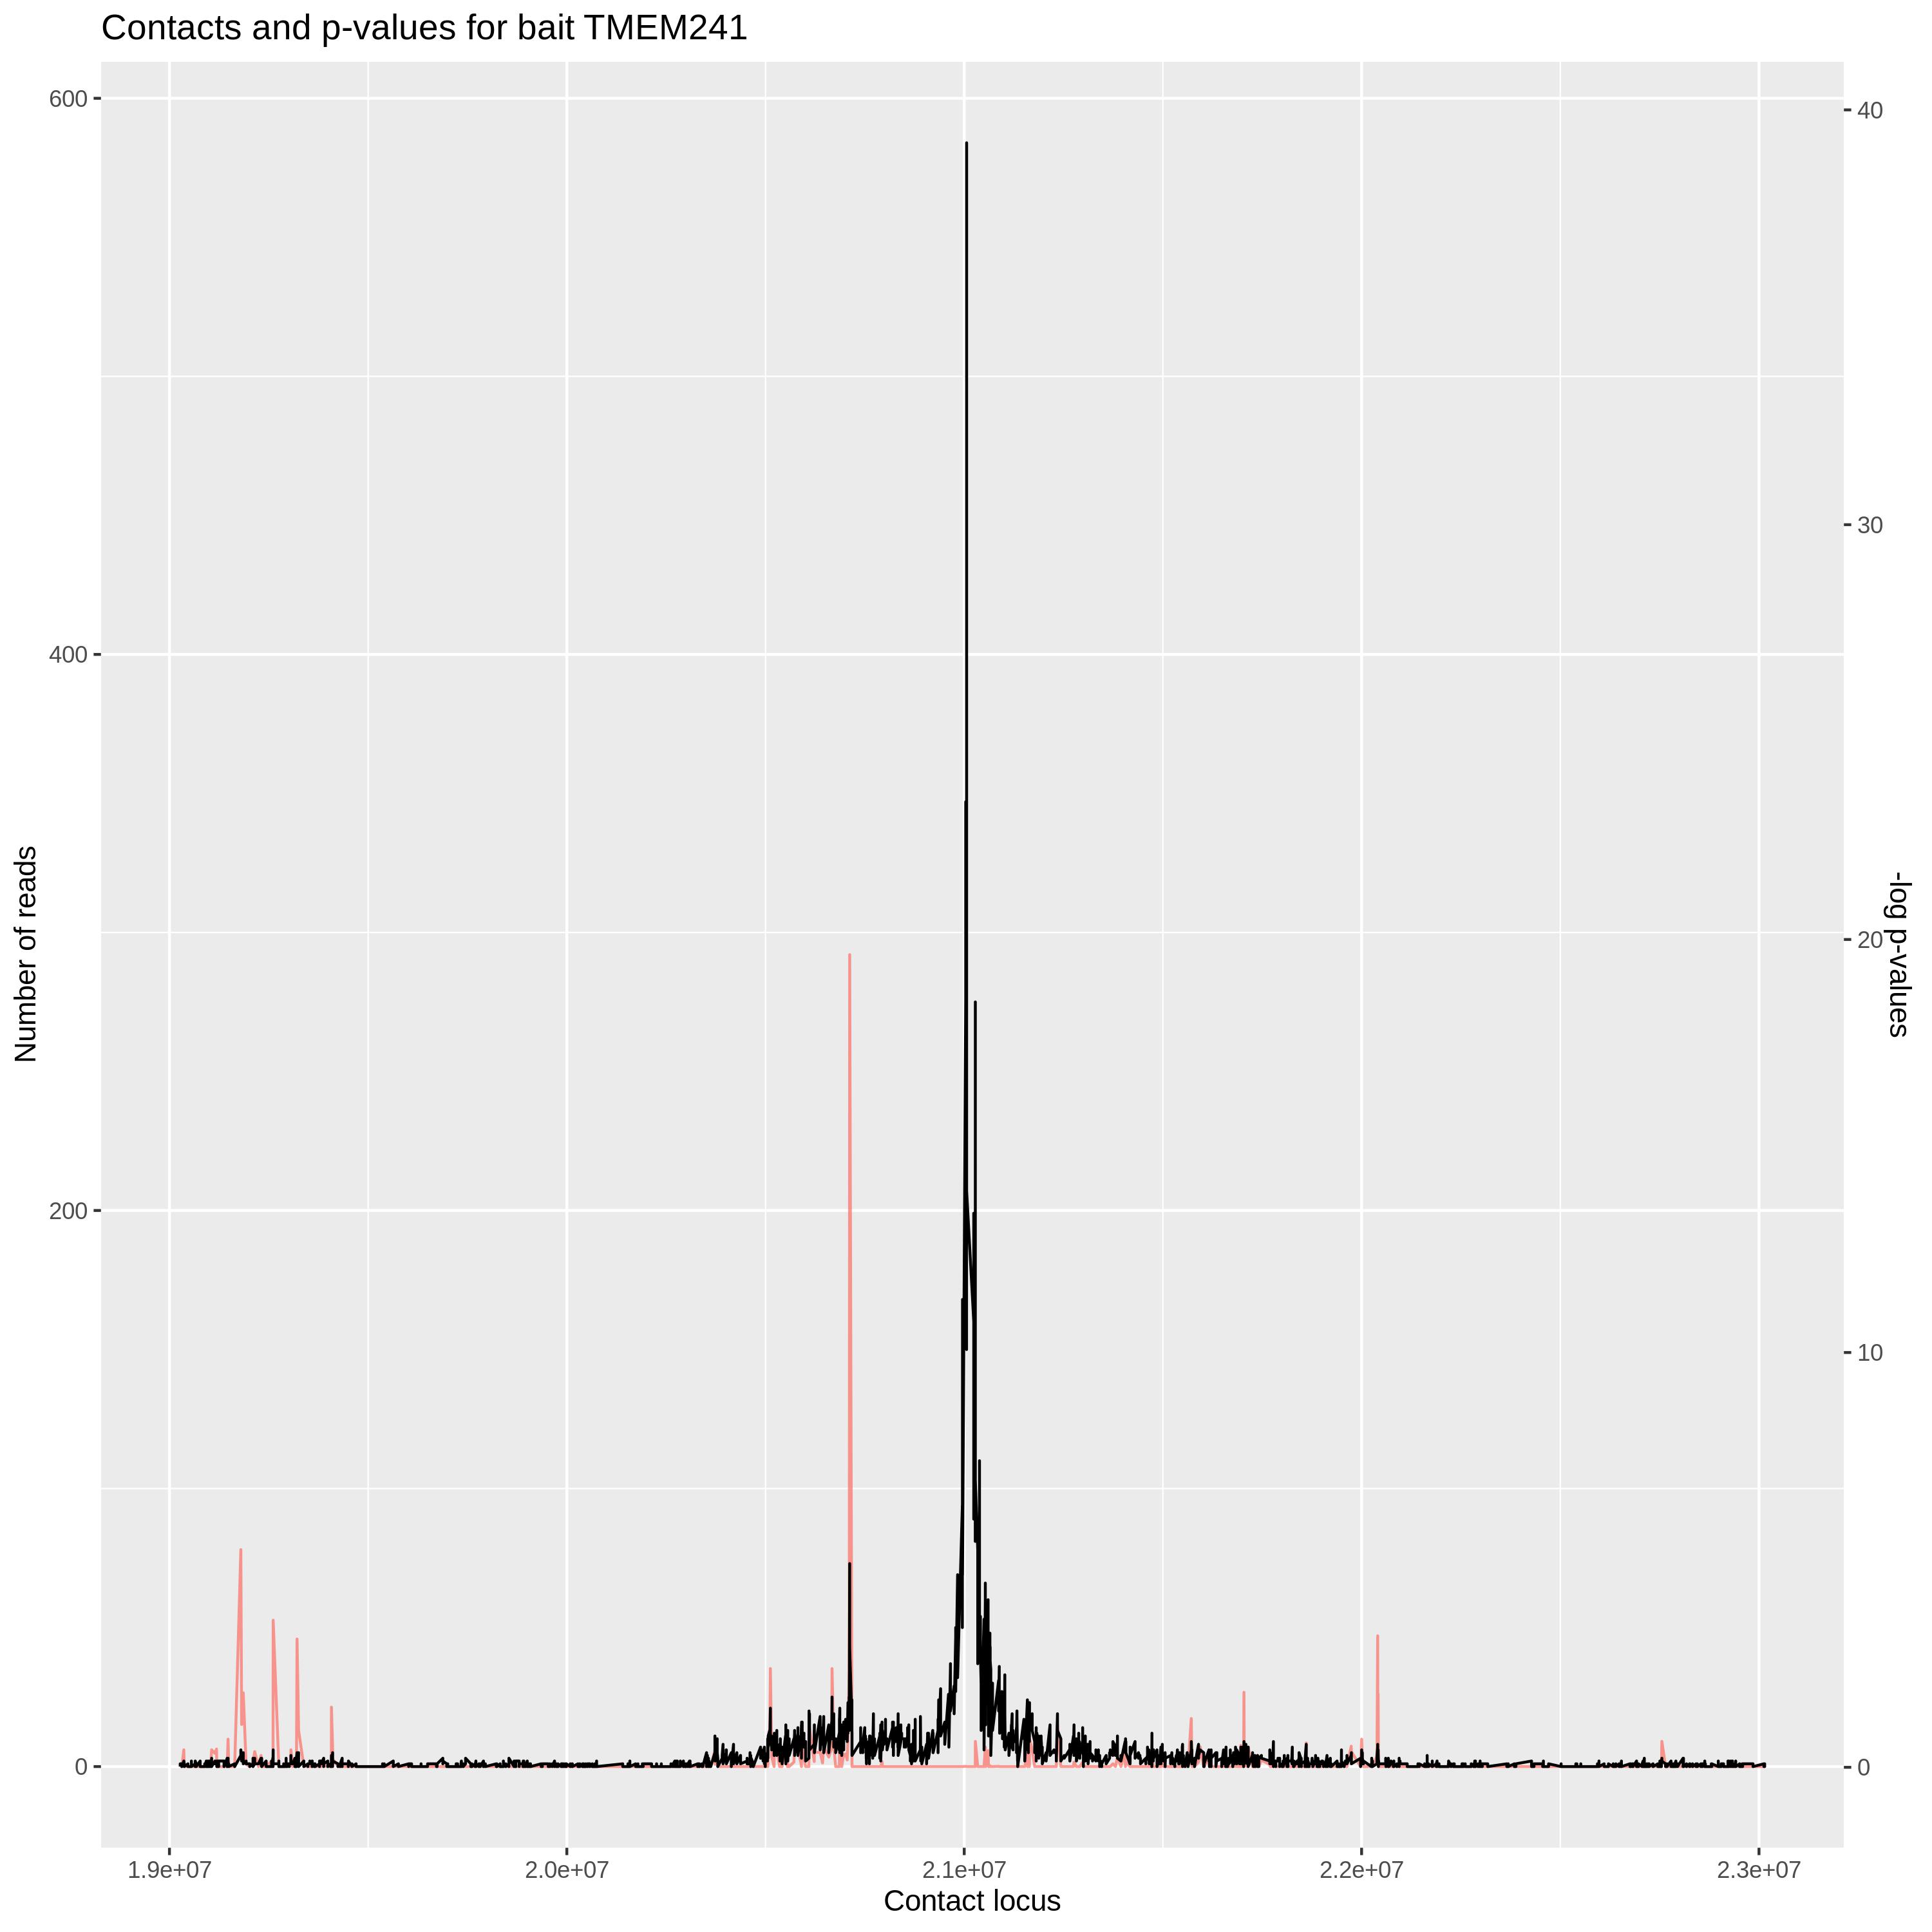 Contacts and p-values for bait TMEM241
600
400
200
0
Number of reads
40
30
20
10
0
-log p-values
1.9e+07
2.0e+07
2.1e+07
2.2e+07
2.3e+07
Contact locus